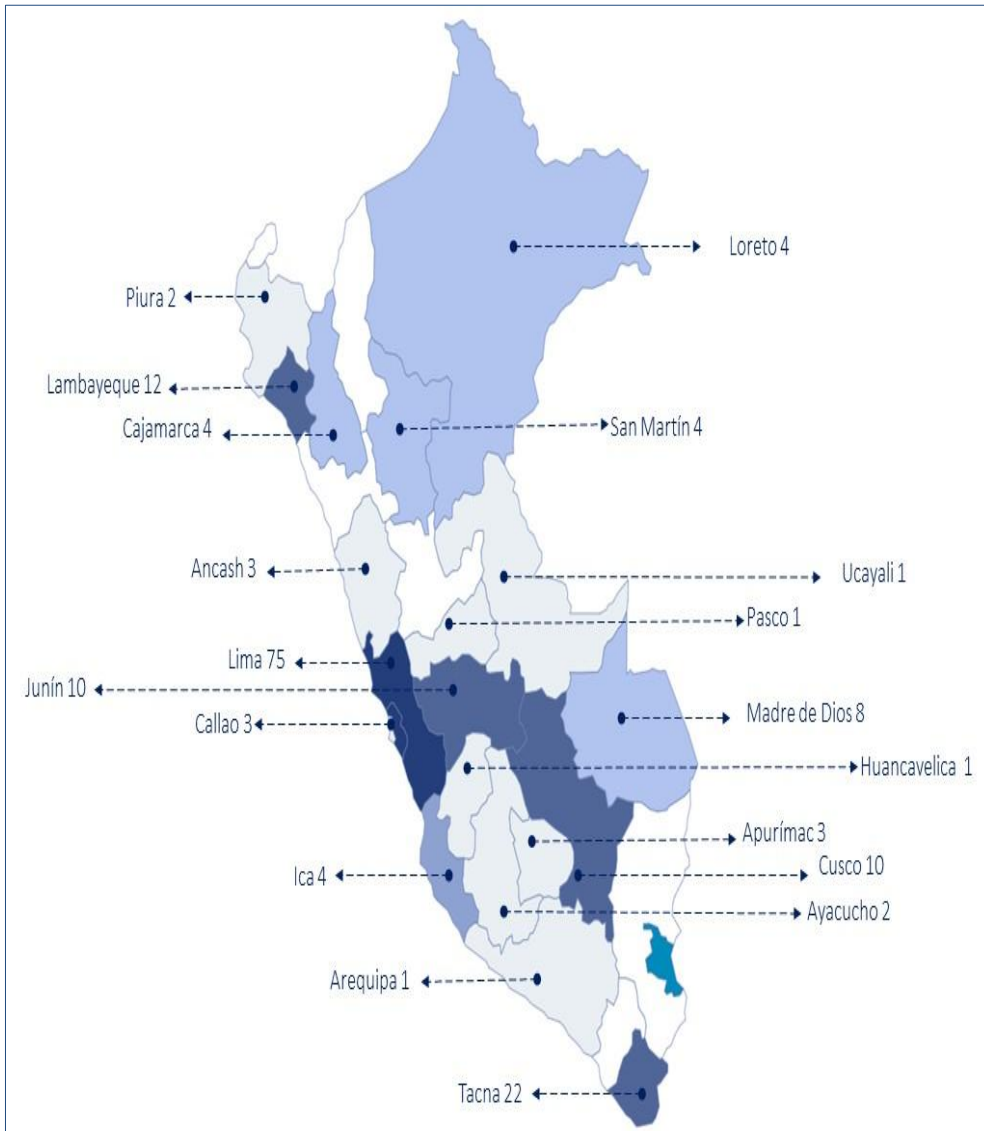 Loreto 4
Piura 2
Lambayeque 12
Cajamarca 4
San Martín 4
Ancash 3
Ucayali 1
Pasco 1
Lima 75
Junín 10
Callao 3
Madre de Dios 8
Huancavelica 1
Apurímac 3
Cusco 10
Ica 4
Ayacucho 2
Arequipa 1
Tacna 22